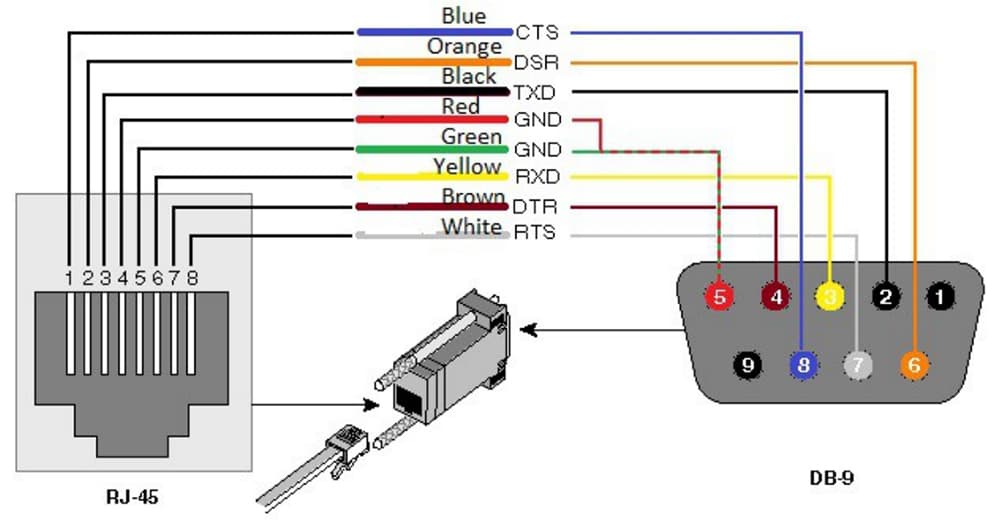 Blue CTS
Orange DSR
Black TXD
Red GND
Green GND
Yellow RXD
Brown DTR
White RTS
1 2 3 4 5 6 7 8
5 4 3 2 1
9 8 7 6
RJ-45
DB-9